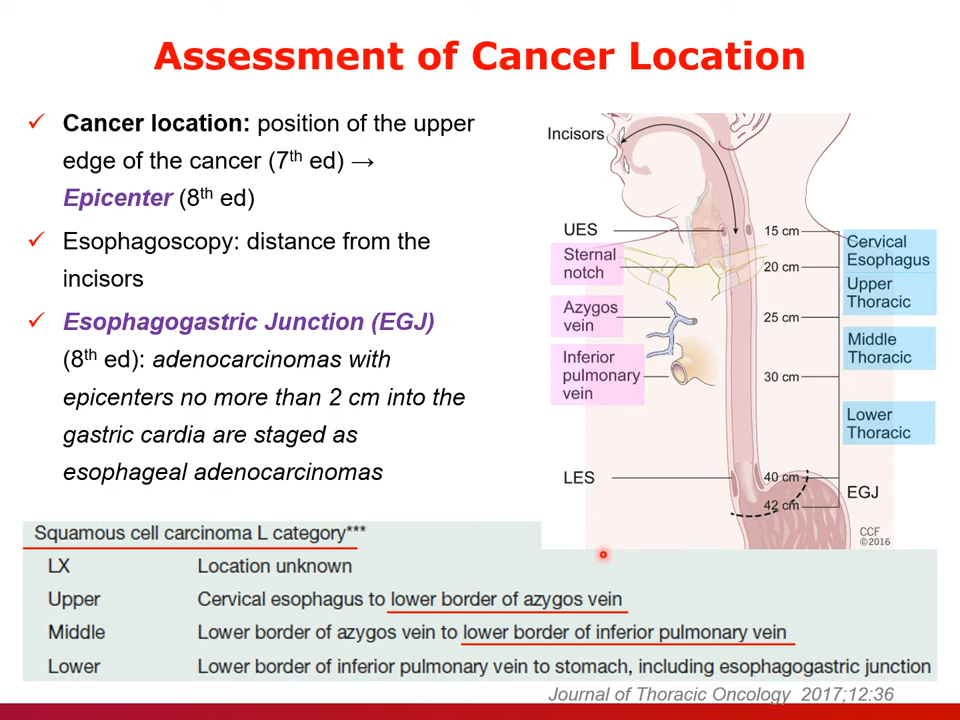 Assessment of Cancer Location
✓ Cancer location: position of the upper
edge of the cancer (7th ed) →
Epicenter (8th ed)
✓ Esophagoscopy: distance from the
incisors
✓ Esophagogastric Junction (EGJ)
(8th ed): adenocarcinomas with
epicenters no more than 2 cm into the
gastric cardia are staged as
esophageal adenocarcinomas
Incisors
UES
Sternal
notch
Azygos
vein
Inferior
pulmonary
vein
LES
15 cm
20 cm
25 cm
30 cm
40 cm
42 cm
Cervical
Esophagus
Upper
Thoracic
Middle
Thoracic
Lower
Thoracic
EGJ
CCF
©2016
Squamous cell carcinoma L category***
LX Location unknown
Upper Cervical esophagus to lower border of azygos vein
Middle Lower border of azygos vein to lower border of inferior pulmonary vein
Lower Lower border of inferior pulmonary vein to stomach, including esophagogastric junction
Journal of Thoracic Oncology 2017;12:36